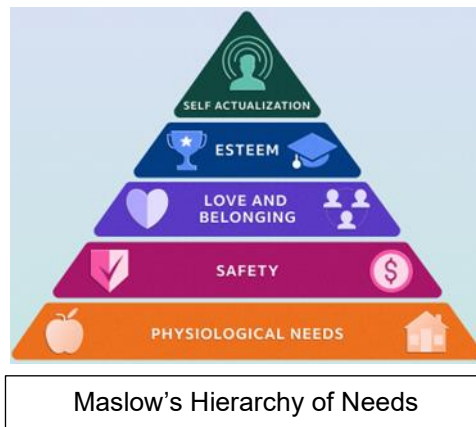 SELF ACTUALIZATION
ESTEEM
LOVE AND
BELONGING
SAFETY
$
PHYSIOLOGICAL NEEDS
Maslow's Hierarchy of Needs